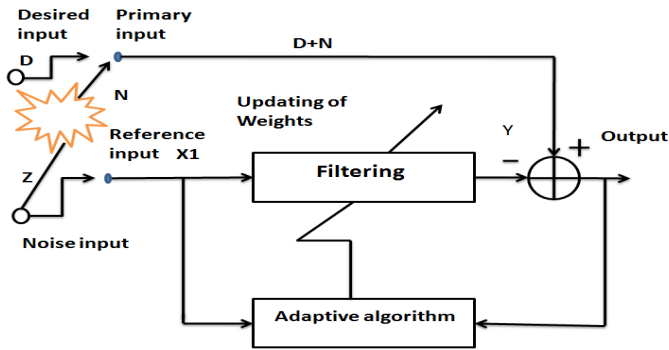 Desired
input
Primary
input
D+N
D
N
Updating of
Weights
Reference
input X1
Y
+
Output
Filtering
−
Z
Noise input
Adaptive algorithm